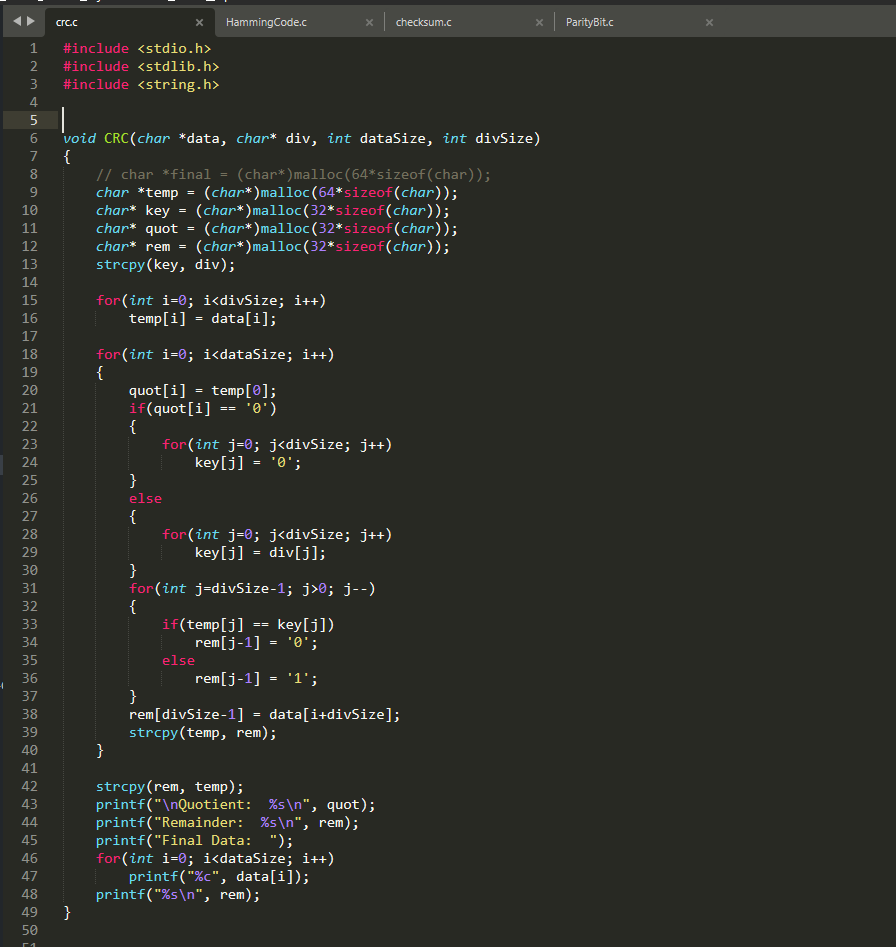 crc.c × HammingCode.c × checksum.c × ParityBit.c ×
1 #include <stdio.h>
2 #include <stdlib.h>
3 #include <string.h>
4
5
6 void CRC(char *data, char* div, int dataSize, int divSize)
7 {
8     // char *final = (char*)malloc(64*sizeof(char));
9     char *temp = (char*)malloc(64*sizeof(char));
10     char* key = (char*)malloc(32*sizeof(char));
11     char* quot = (char*)malloc(32*sizeof(char));
12     char* rem = (char*)malloc(32*sizeof(char));
13     strcpy(key, div);
14
15     for(int i=0; i<divSize; i++)
16         temp[i] = data[i];
17
18     for(int i=0; i<dataSize; i++)
19     {
20         quot[i] = temp[0];
21         if(quot[i] == '0')
22         {
23             for(int j=0; j<divSize; j++)
24                 key[j] = '0';
25         }
26         else
27         {
28             for(int j=0; j<divSize; j++)
29                 key[j] = div[j];
30         }
31         for(int j=divSize-1; j>0; j--)
32         {
33             if(temp[j] == key[j])
34                 rem[j-1] = '0';
35             else
36                 rem[j-1] = '1';
37         }
38         rem[divSize-1] = data[i+divSize];
39         strcpy(temp, rem);
40     }
41
42     strcpy(rem, temp);
43     printf("\nQuotient:  %s\n", quot);
44     printf("Remainder:  %s\n", rem);
45     printf("Final Data:  ");
46     for(int i=0; i<dataSize; i++)
47         printf("%c", data[i]);
48     printf("%s\n", rem);
49 }
50